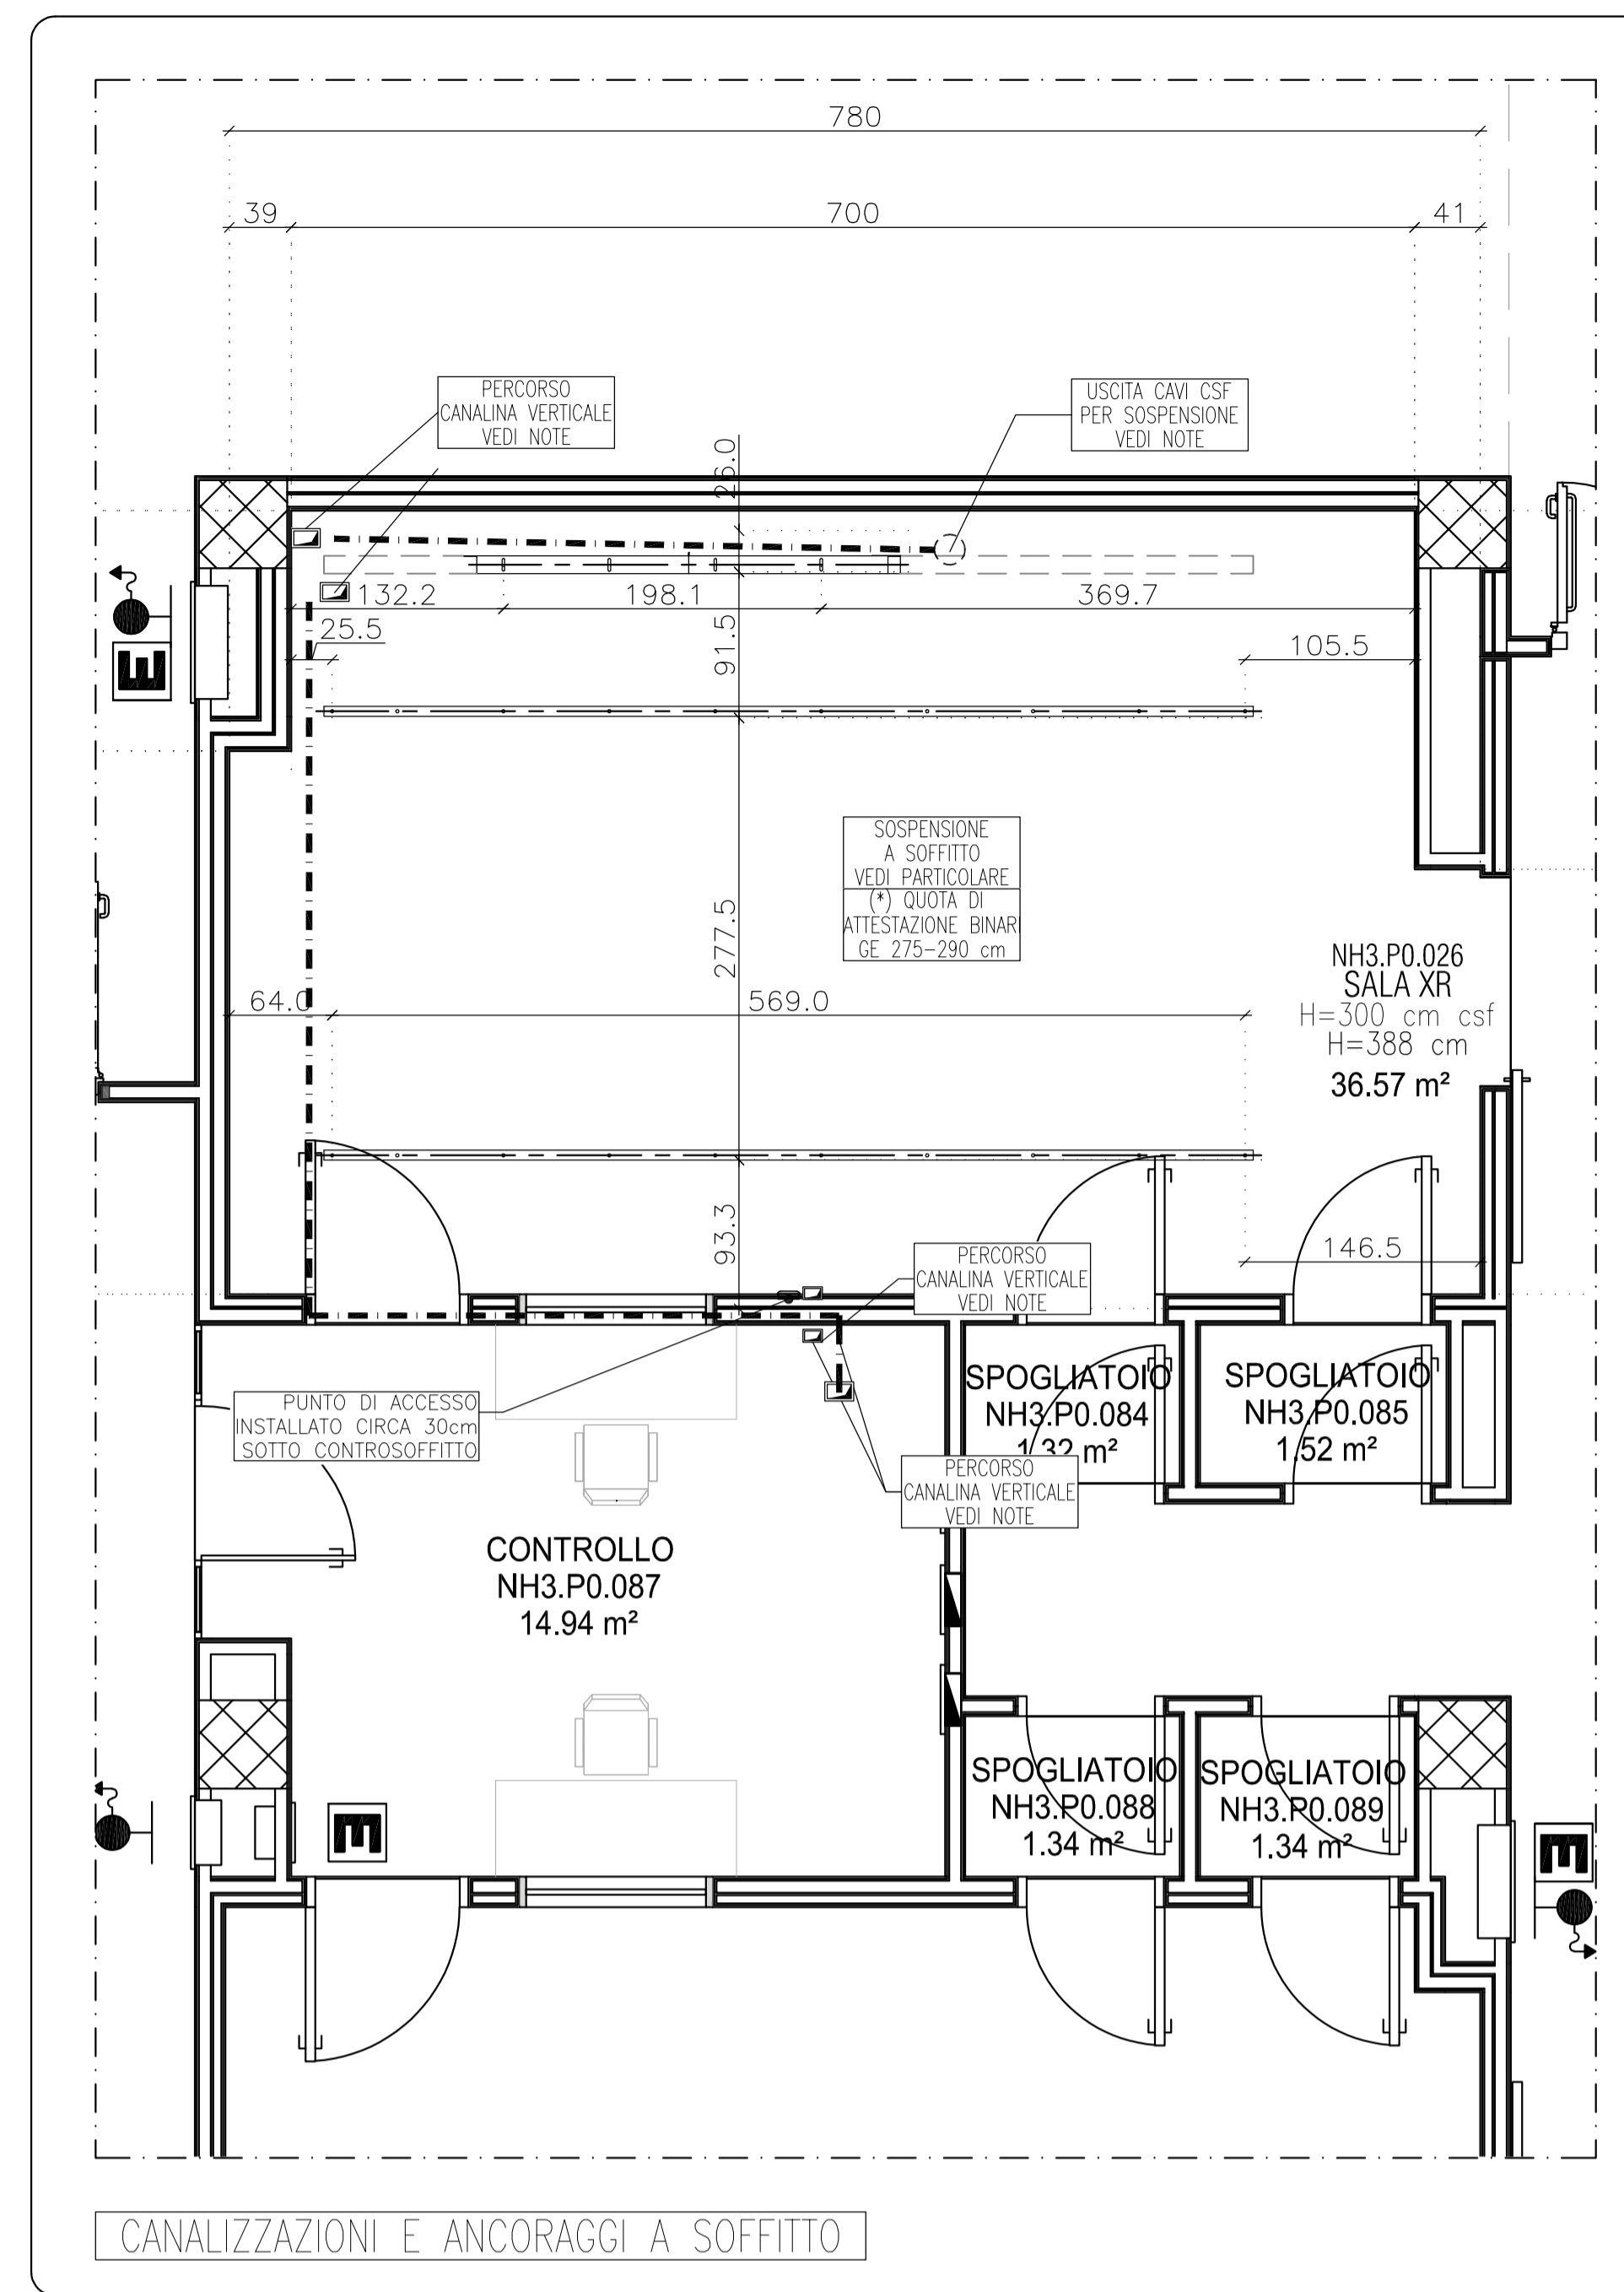 780
39
700
41
PERCORSO
CANALINA VERTICALE
VEDI NOTE
USCITA CAVI CSF
PER SOSPENSIONE
VEDI NOTE
26.0
132.2
198.1
369.7
25.5
91.5
105.5
E
SOSPENSIONE
A SOFFITTO
VEDI PARTICOLARE
(*) QUOTA DI
ATTESTAZIONE BINARI
GE 275-290 cm
277.5
NH3.P0.026
SALA XR
H=300 cm csf
H=388 cm
36.57 m²
64.0
569.0
93.3
146.5
PERCORSO
CANALINA VERTICALE
VEDI NOTE
PUNTO DI ACCESSO
INSTALLATO CIRCA 30cm
SOTTO CONTROSOFFITTO
SPOGLIATOIO
NH3.P0.084
1.32 m²
SPOGLIATOIO
NH3.P0.085
1.52 m²
PERCORSO
CANALINA VERTICALE
VEDI NOTE
CONTROLLO
NH3.P0.087
14.94 m²
SPOGLIATOIO
NH3.P0.088
1.34 m²
SPOGLIATOIO
NH3.P0.089
1.34 m²
E
E
CANALIZZAZIONI E ANCORAGGI A SOFFITTO